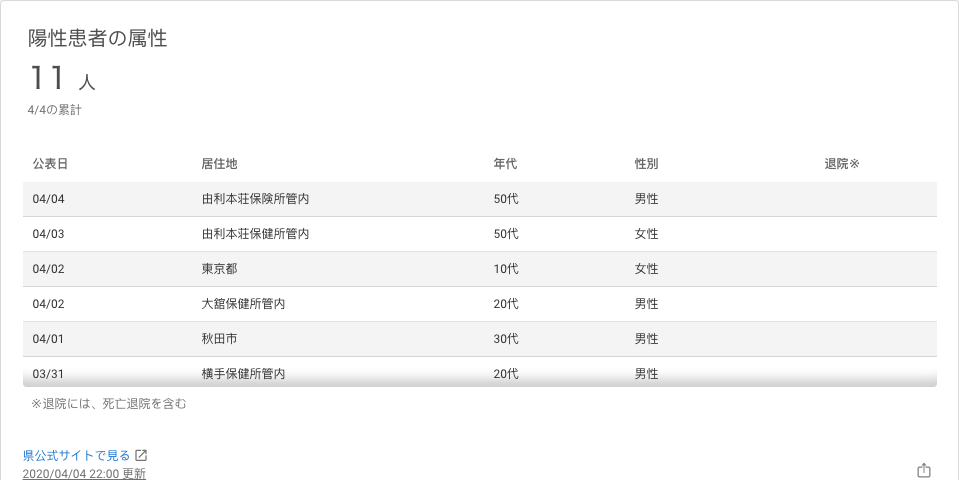 陽性患者の属性
11 人
4/4の累計
公表日 居住地 年代 性別 退院※
04/04 由利本荘保険所管内 50代 男性
04/03 由利本荘保健所管内 50代 女性
04/02 東京都 10代 女性
04/02 大舘保健所管内 20代 男性
04/01 秋田市 30代 男性
03/31 横手保健所管内 20代 男性
※退院には、死亡退院を含む
県公式サイトで見る
2020/04/04 22:00 更新